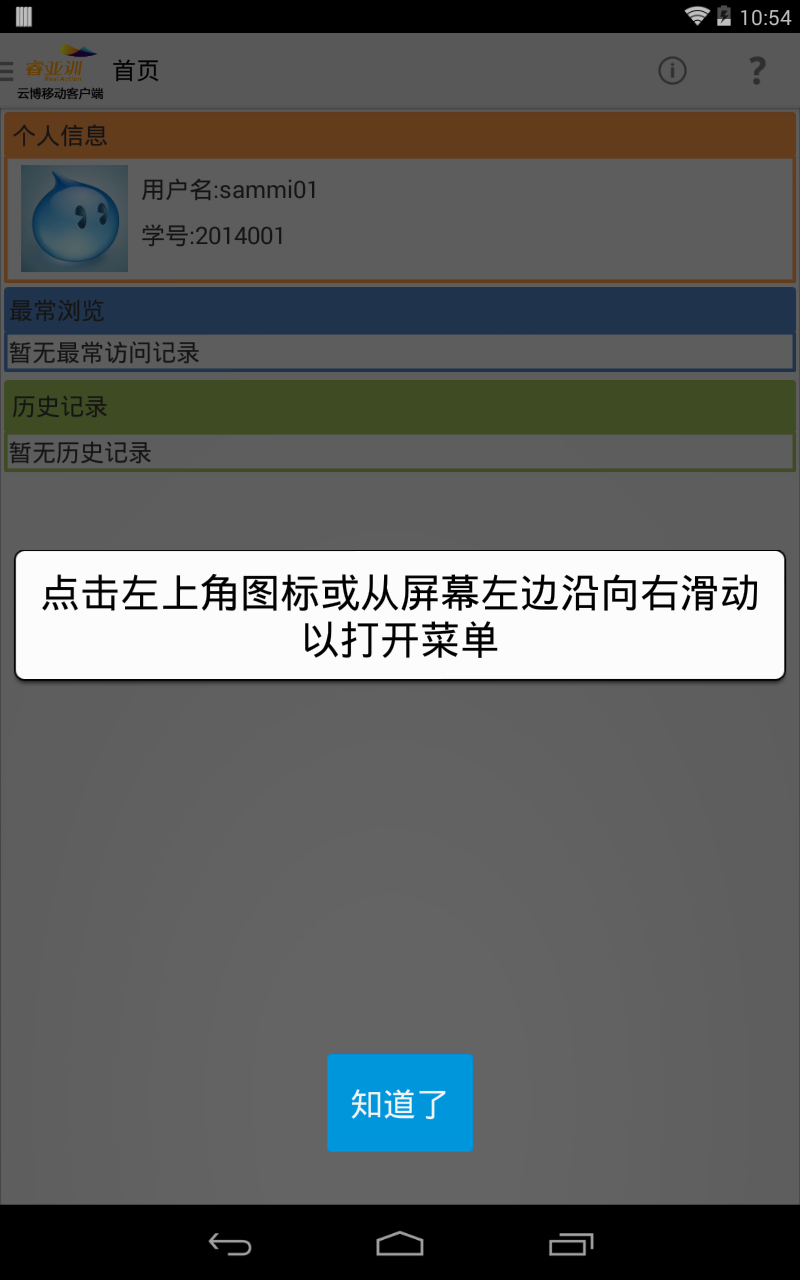 10:54
睿亚训
RealAction
云博移动客户端
首页
个人信息
用户名:sammi01
学号:2014001
最常浏览
暂无最常访问记录
历史记录
暂无历史记录
点击左上角图标或从屏幕左边沿向右滑动
以打开菜单
知道了